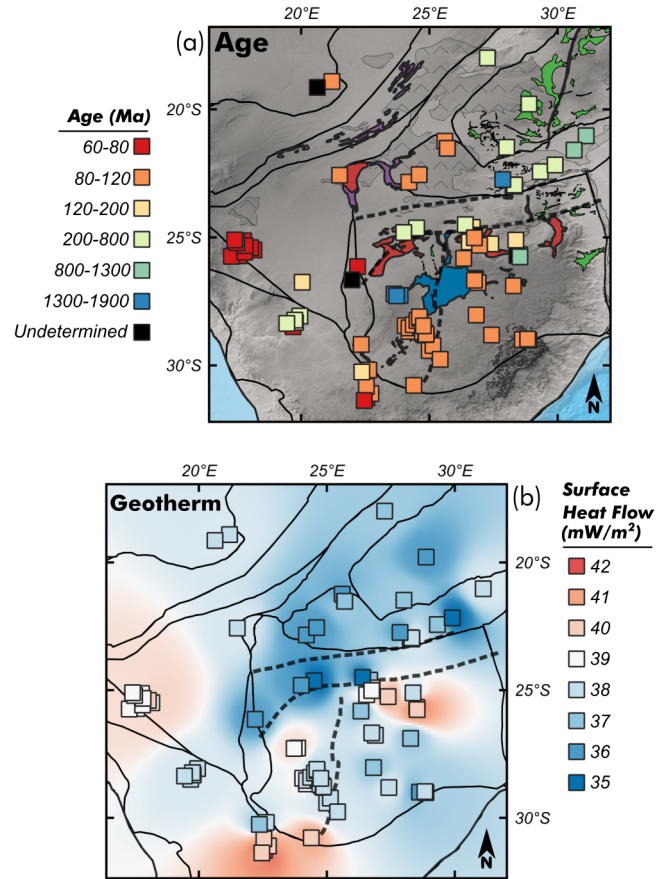 20°E 25°E 30°E
(a) Age
Age (Ma)
60-80
80-120
120-200
200-800
800-1300
1300-1900
Undetermined
20°S
25°S
30°S
N
20°E 25°E 30°E
Geotherm
(b)
Surface
Heat Flow
(mW/m²)
42
41
40
39
38
37
36
35
20°S
25°S
30°S
N